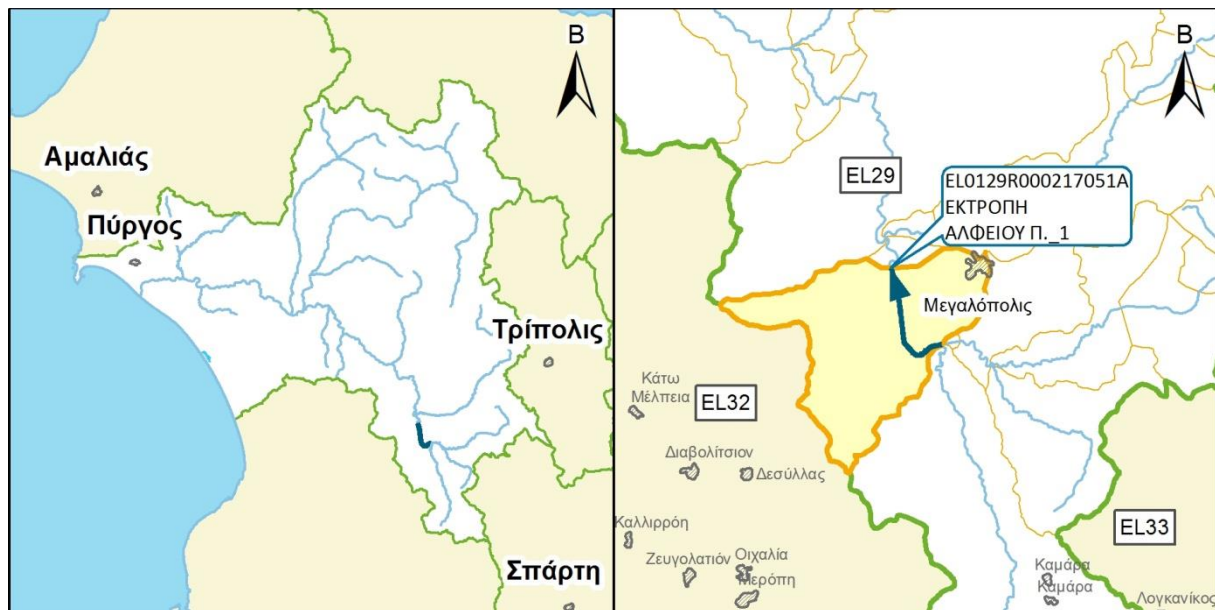 Β
Αμαλιάς
Πύργος
Τρίπολις
Σπάρτη
Β
EL29
EL0129R000217051A
ΕΚΤΡΟΠΗ
ΑΛΦΕΙΟΥ Π._1
Μεγαλόπολις
Κάτω
Μέλπεια
EL32
Διαβολίτσιον
Δεσύλλας
Καλλιρρόη
EL33
Ζευγολατιόν
Οιχαλία
Μερόπη
Καμάρα
Καμάρα
Λογκανίκος